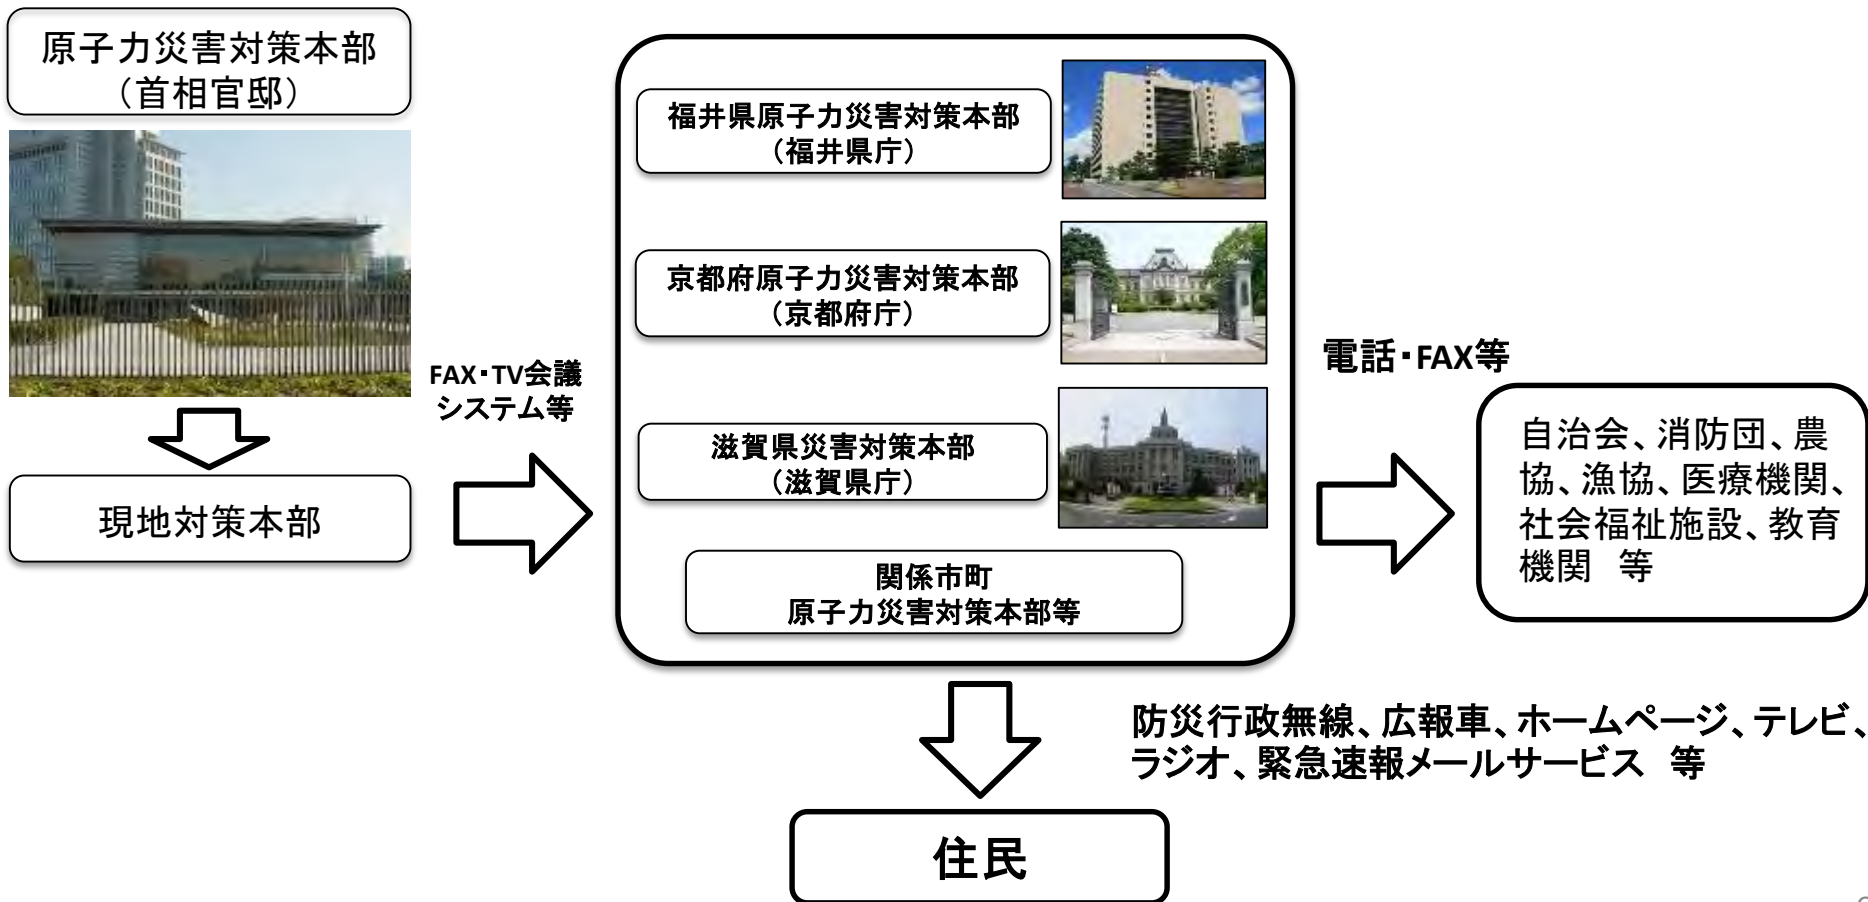 原子力災害対策本部
（首相官邸）
現地対策本部
FAX・TV会議
システム等
福井県原子力災害対策本部
（福井県庁）
京都府原子力災害対策本部
（京都府庁）
滋賀県災害対策本部
（滋賀県庁）
関係市町
原子力災害対策本部等
電話・FAX等
自治会、消防団、農
協、漁協、医療機関、
社会福祉施設、教育
機関　等
防災行政無線、広報車、ホームページ、テレビ、
ラジオ、緊急速報メールサービス　等
住民